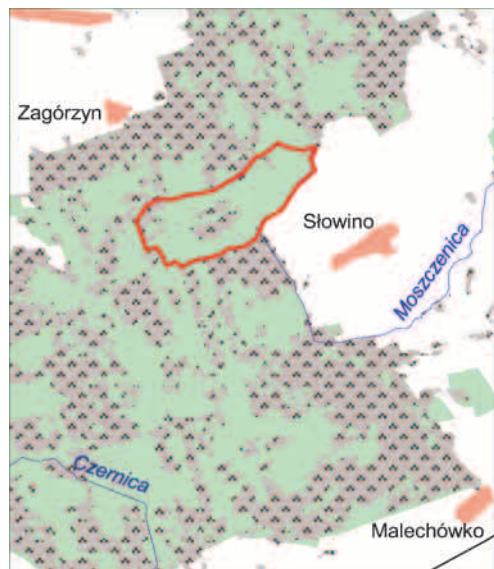 Zagórzyn
Słowino
Moszczenica
Czernica
Malechówko